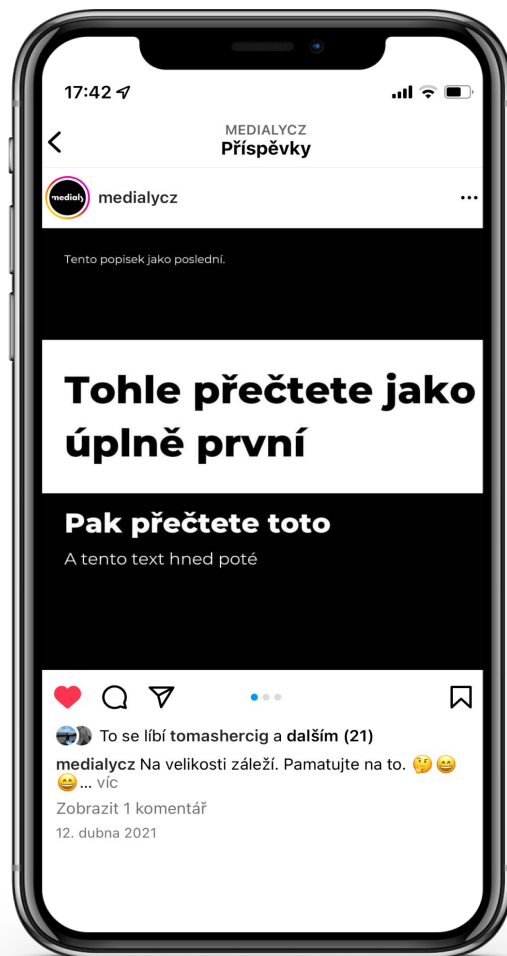 17:42
MEDIALYCZ
Příspěvky
medialy
medialycz
Tento popisek jako poslední.
Tohle přečtete jako
úplně první
Pak přečtete toto
A tento text hned poté
To se líbí tomashercig a dalším (21)
medialycz Na velikosti záleží. Pamatujte na to. 🤔😄
😄... víc
Zobrazit 1 komentář
12. dubna 2021